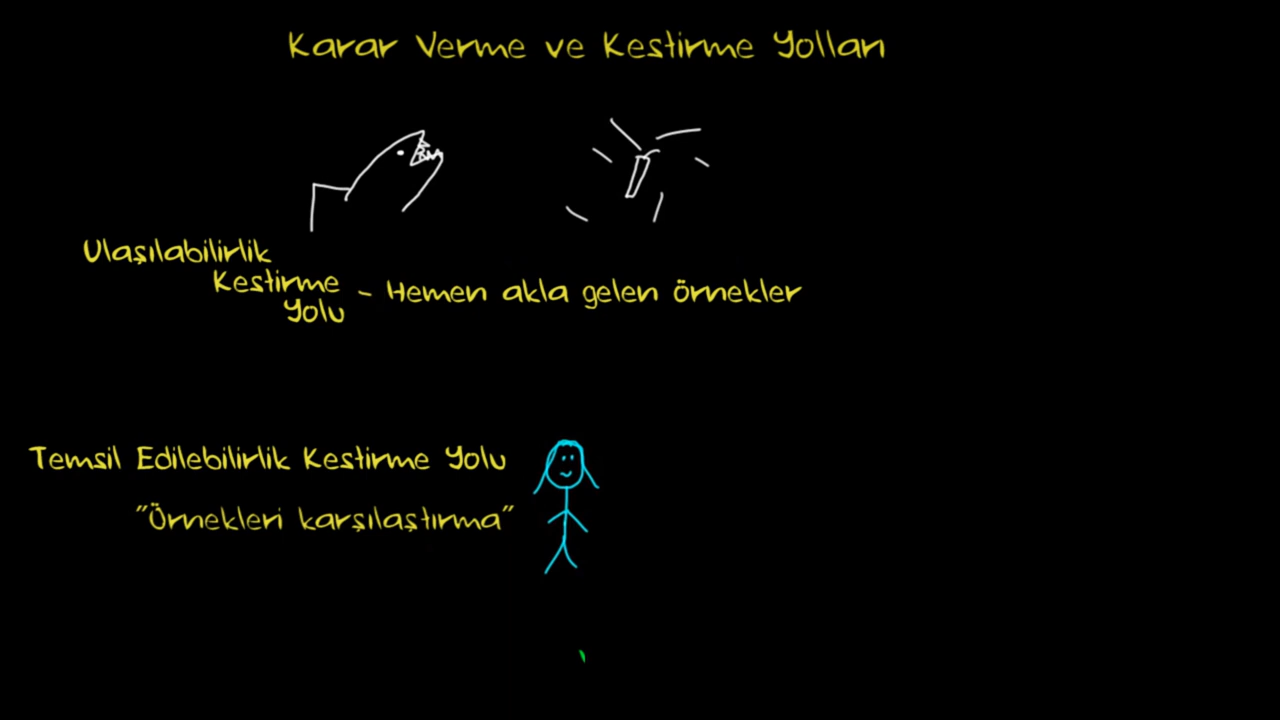 Karar Verme ve Kestirme Yolları
Ulaşılabilirlik
Kestirme
Yolu
- Hemen akla gelen örnekler
Temsil Edilebilirlik Kestirme Yolu
"Örnekleri karşılaştırma"